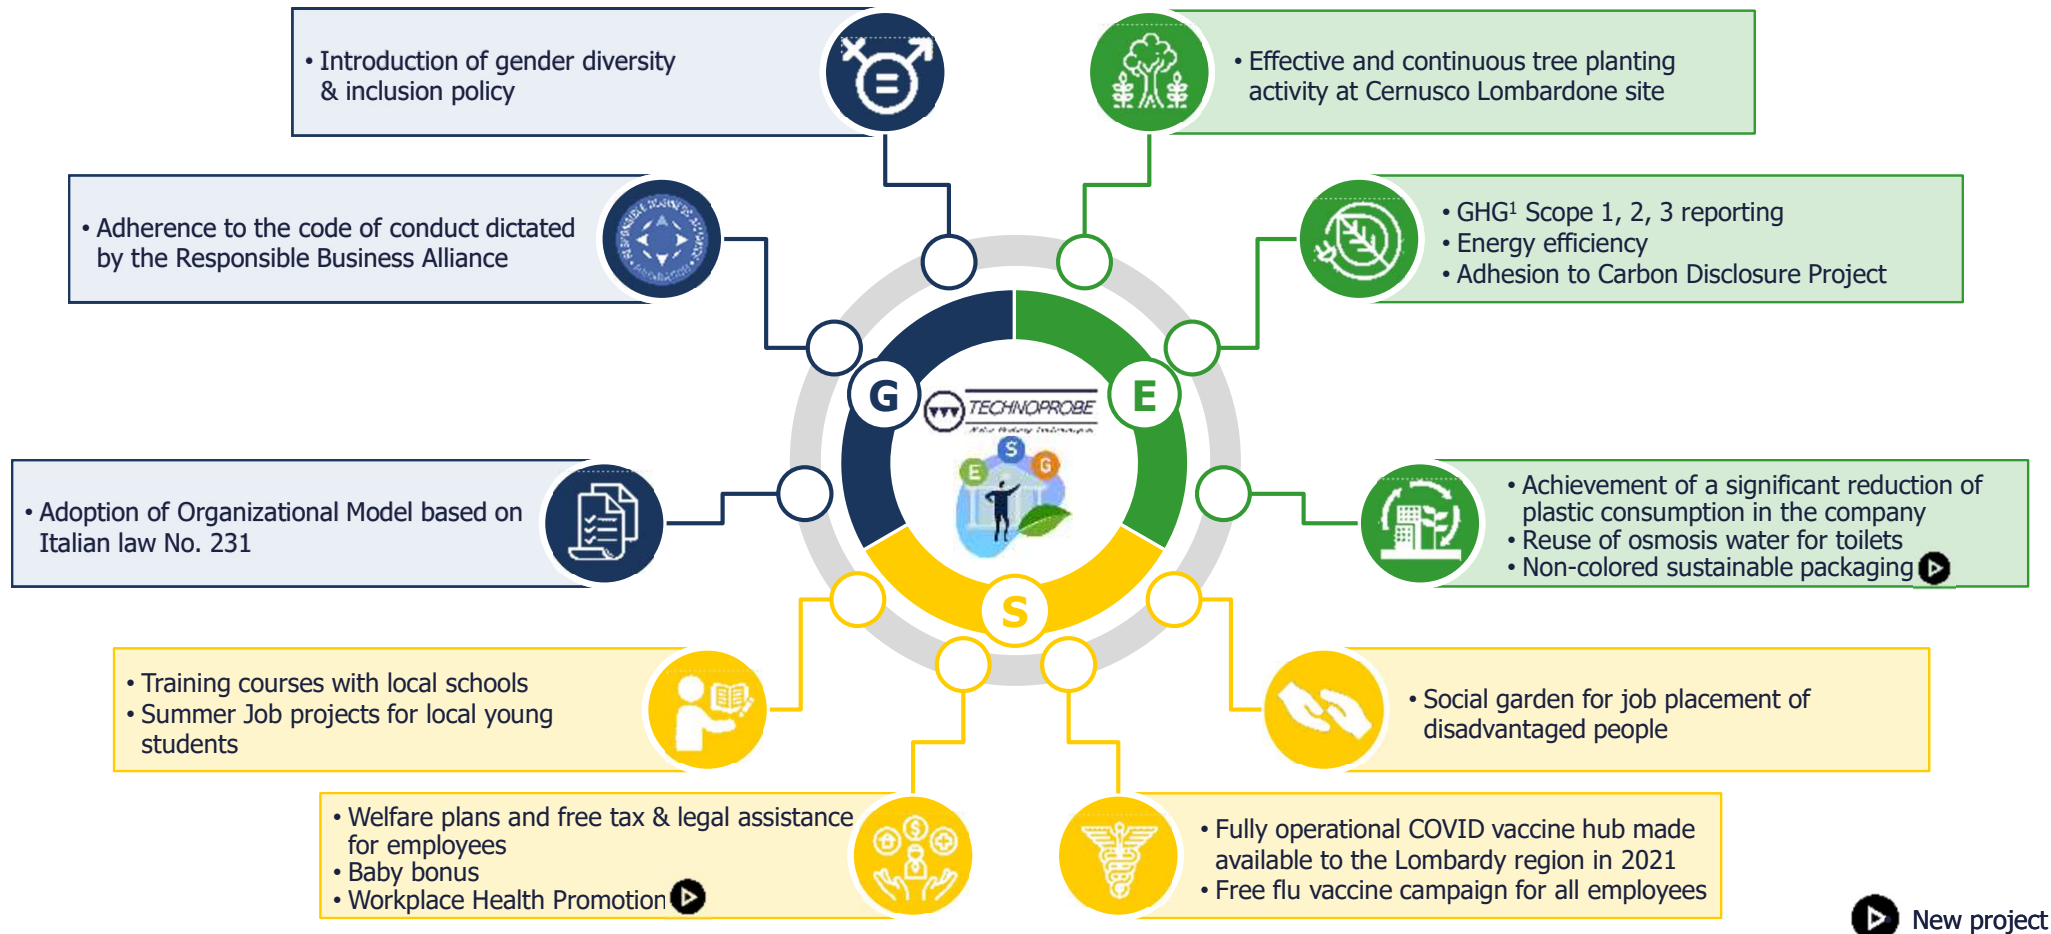 • Introduction of gender diversity
& inclusion policy
• Effective and continuous tree planting
activity at Cernusco Lombardone site
• Adherence to the code of conduct dictated
by the Responsible Business Alliance
• GHG¹ Scope 1, 2, 3 reporting
• Energy efficiency
• Adhesion to Carbon Disclosure Project
G
E
TECHNOPROBE
E
S
G
• Adoption of Organizational Model based on
Italian law No. 231
• Achievement of a significant reduction of
plastic consumption in the company
• Reuse of osmosis water for toilets
• Non-colored sustainable packaging
S
• Training courses with local schools
• Summer Job projects for local young
students
• Social garden for job placement of
disadvantaged people
• Welfare plans and free tax & legal assistance
for employees
• Baby bonus
• Workplace Health Promotion
• Fully operational COVID vaccine hub made
available to the Lombardy region in 2021
• Free flu vaccine campaign for all employees
New project